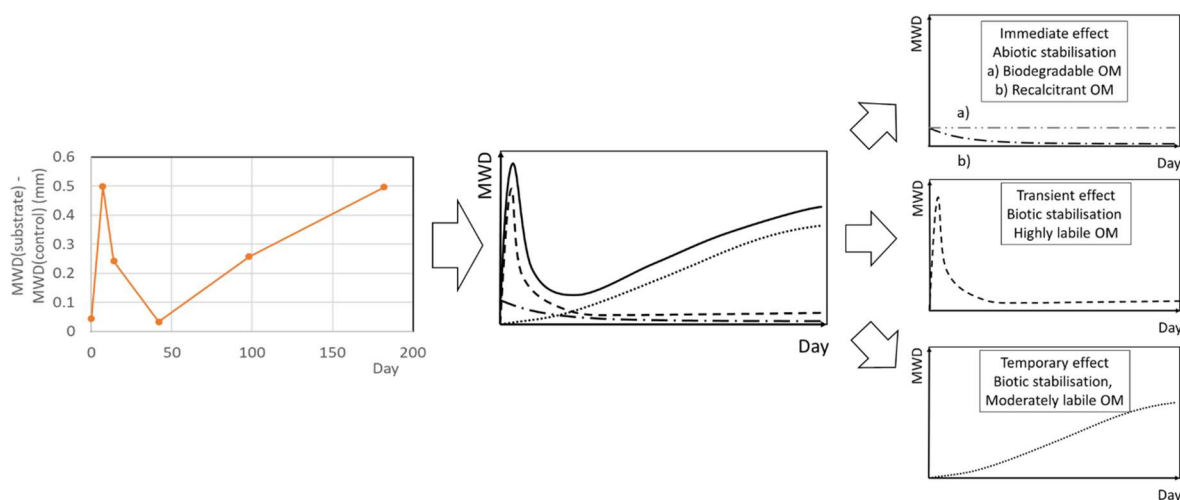 MWD(substrate) -
MWD(control) (mm)
0.6
0.5
0.4
0.3
0.2
0.1
0
0
50
100
150
200
Day
MWD
Day
MWD
Immediate effect
Abiotic stabilisation
a) Biodegradable OM
b) Recalcitrant OM
a)
b)
Day
MWD
Transient effect
Biotic stabilisation
Highly labile OM
Day
MWD
Temporary effect
Biotic stabilisation,
Moderately labile OM
Day